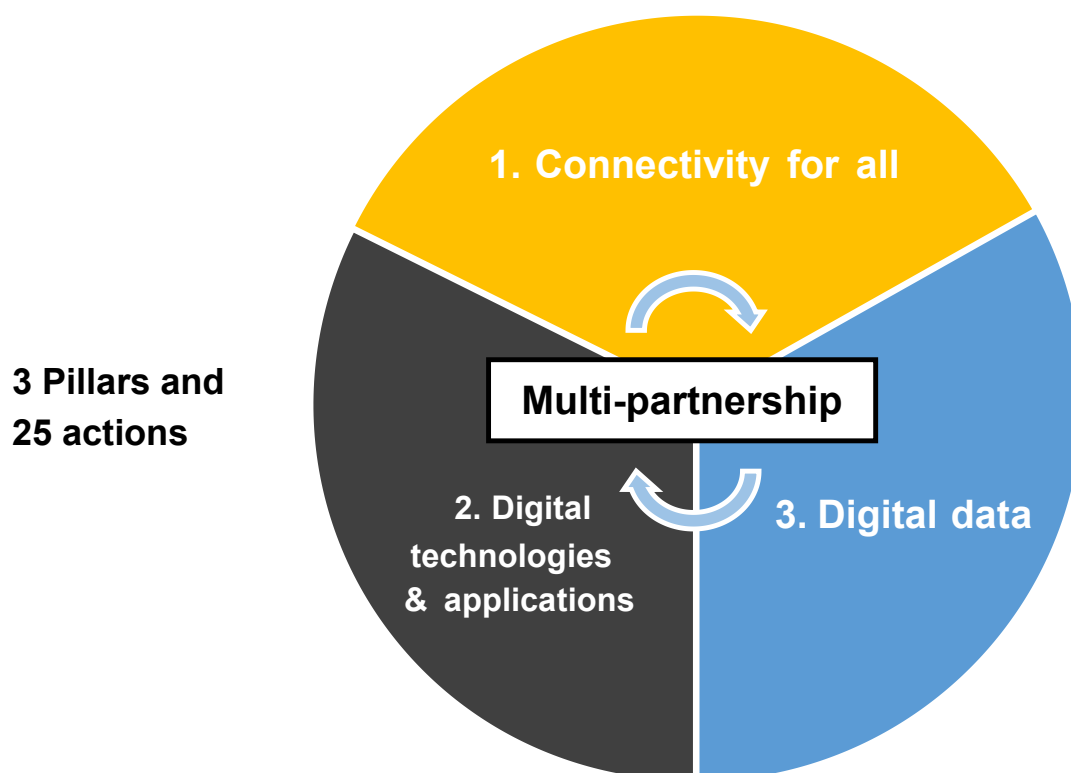 1. Connectivity for all
3 Pillars and
25 actions
Multi-partnership
2. Digital
technologies
& applications
3. Digital data